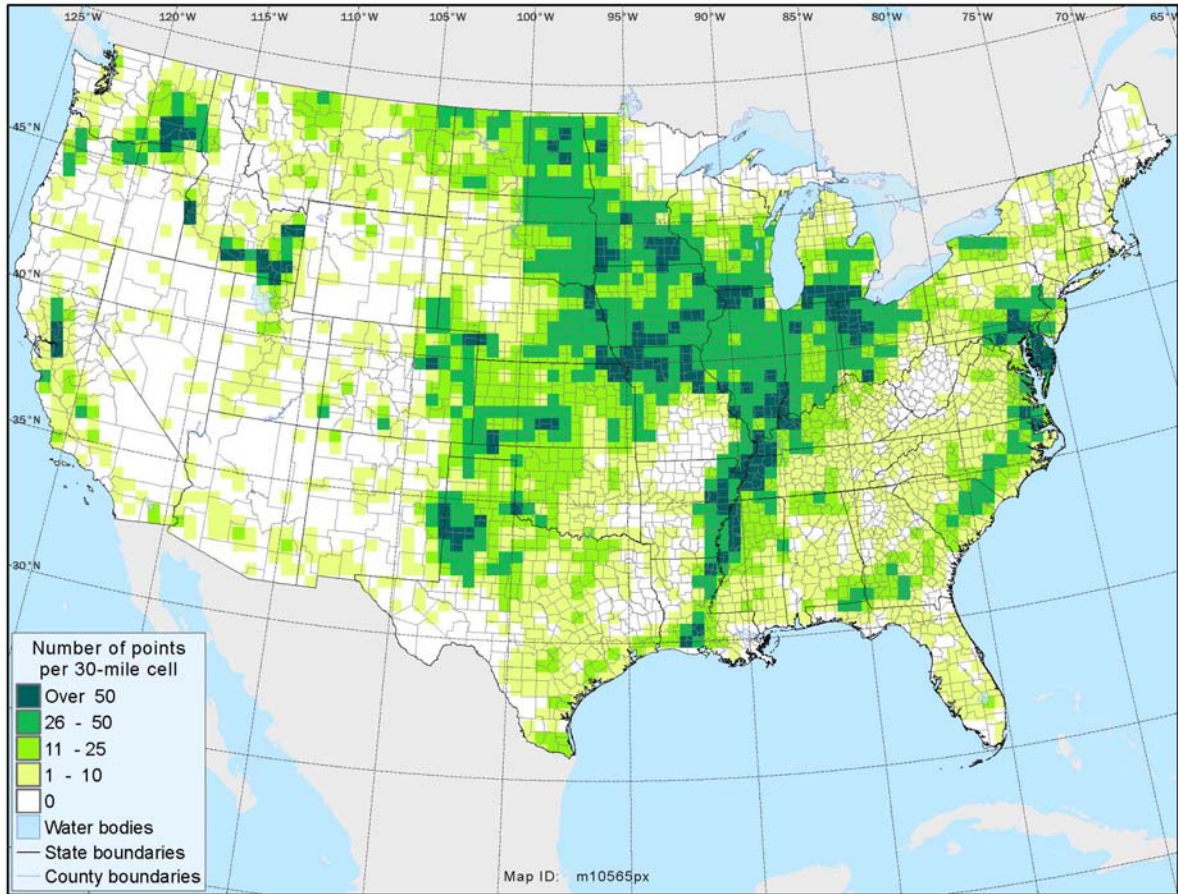 125°W
120°W
115°W
110°W
105°W
100°W
95°W
90°W
85°W
80°W
75°W
70°W
65°W
45°N
40°N
35°N
30°N
Number of points
per 30-mile cell
Over 50
26 - 50
11 - 25
1 - 10
0
Water bodies
State boundaries
County boundaries
Map ID: m10565px